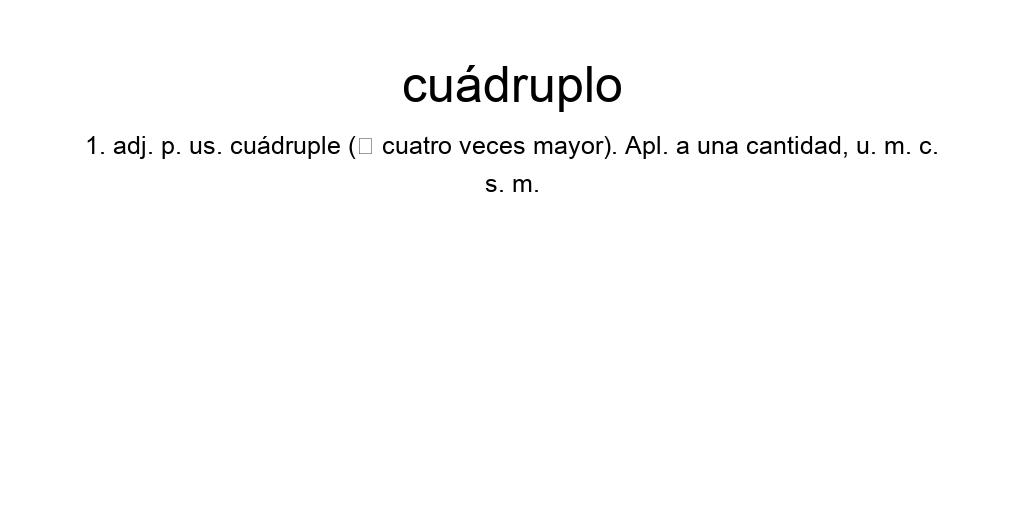 cuádruplo
1. adj. p. us. cuádruple (□ cuatro veces mayor). Apl. a una cantidad, u. m. c.
s. m.